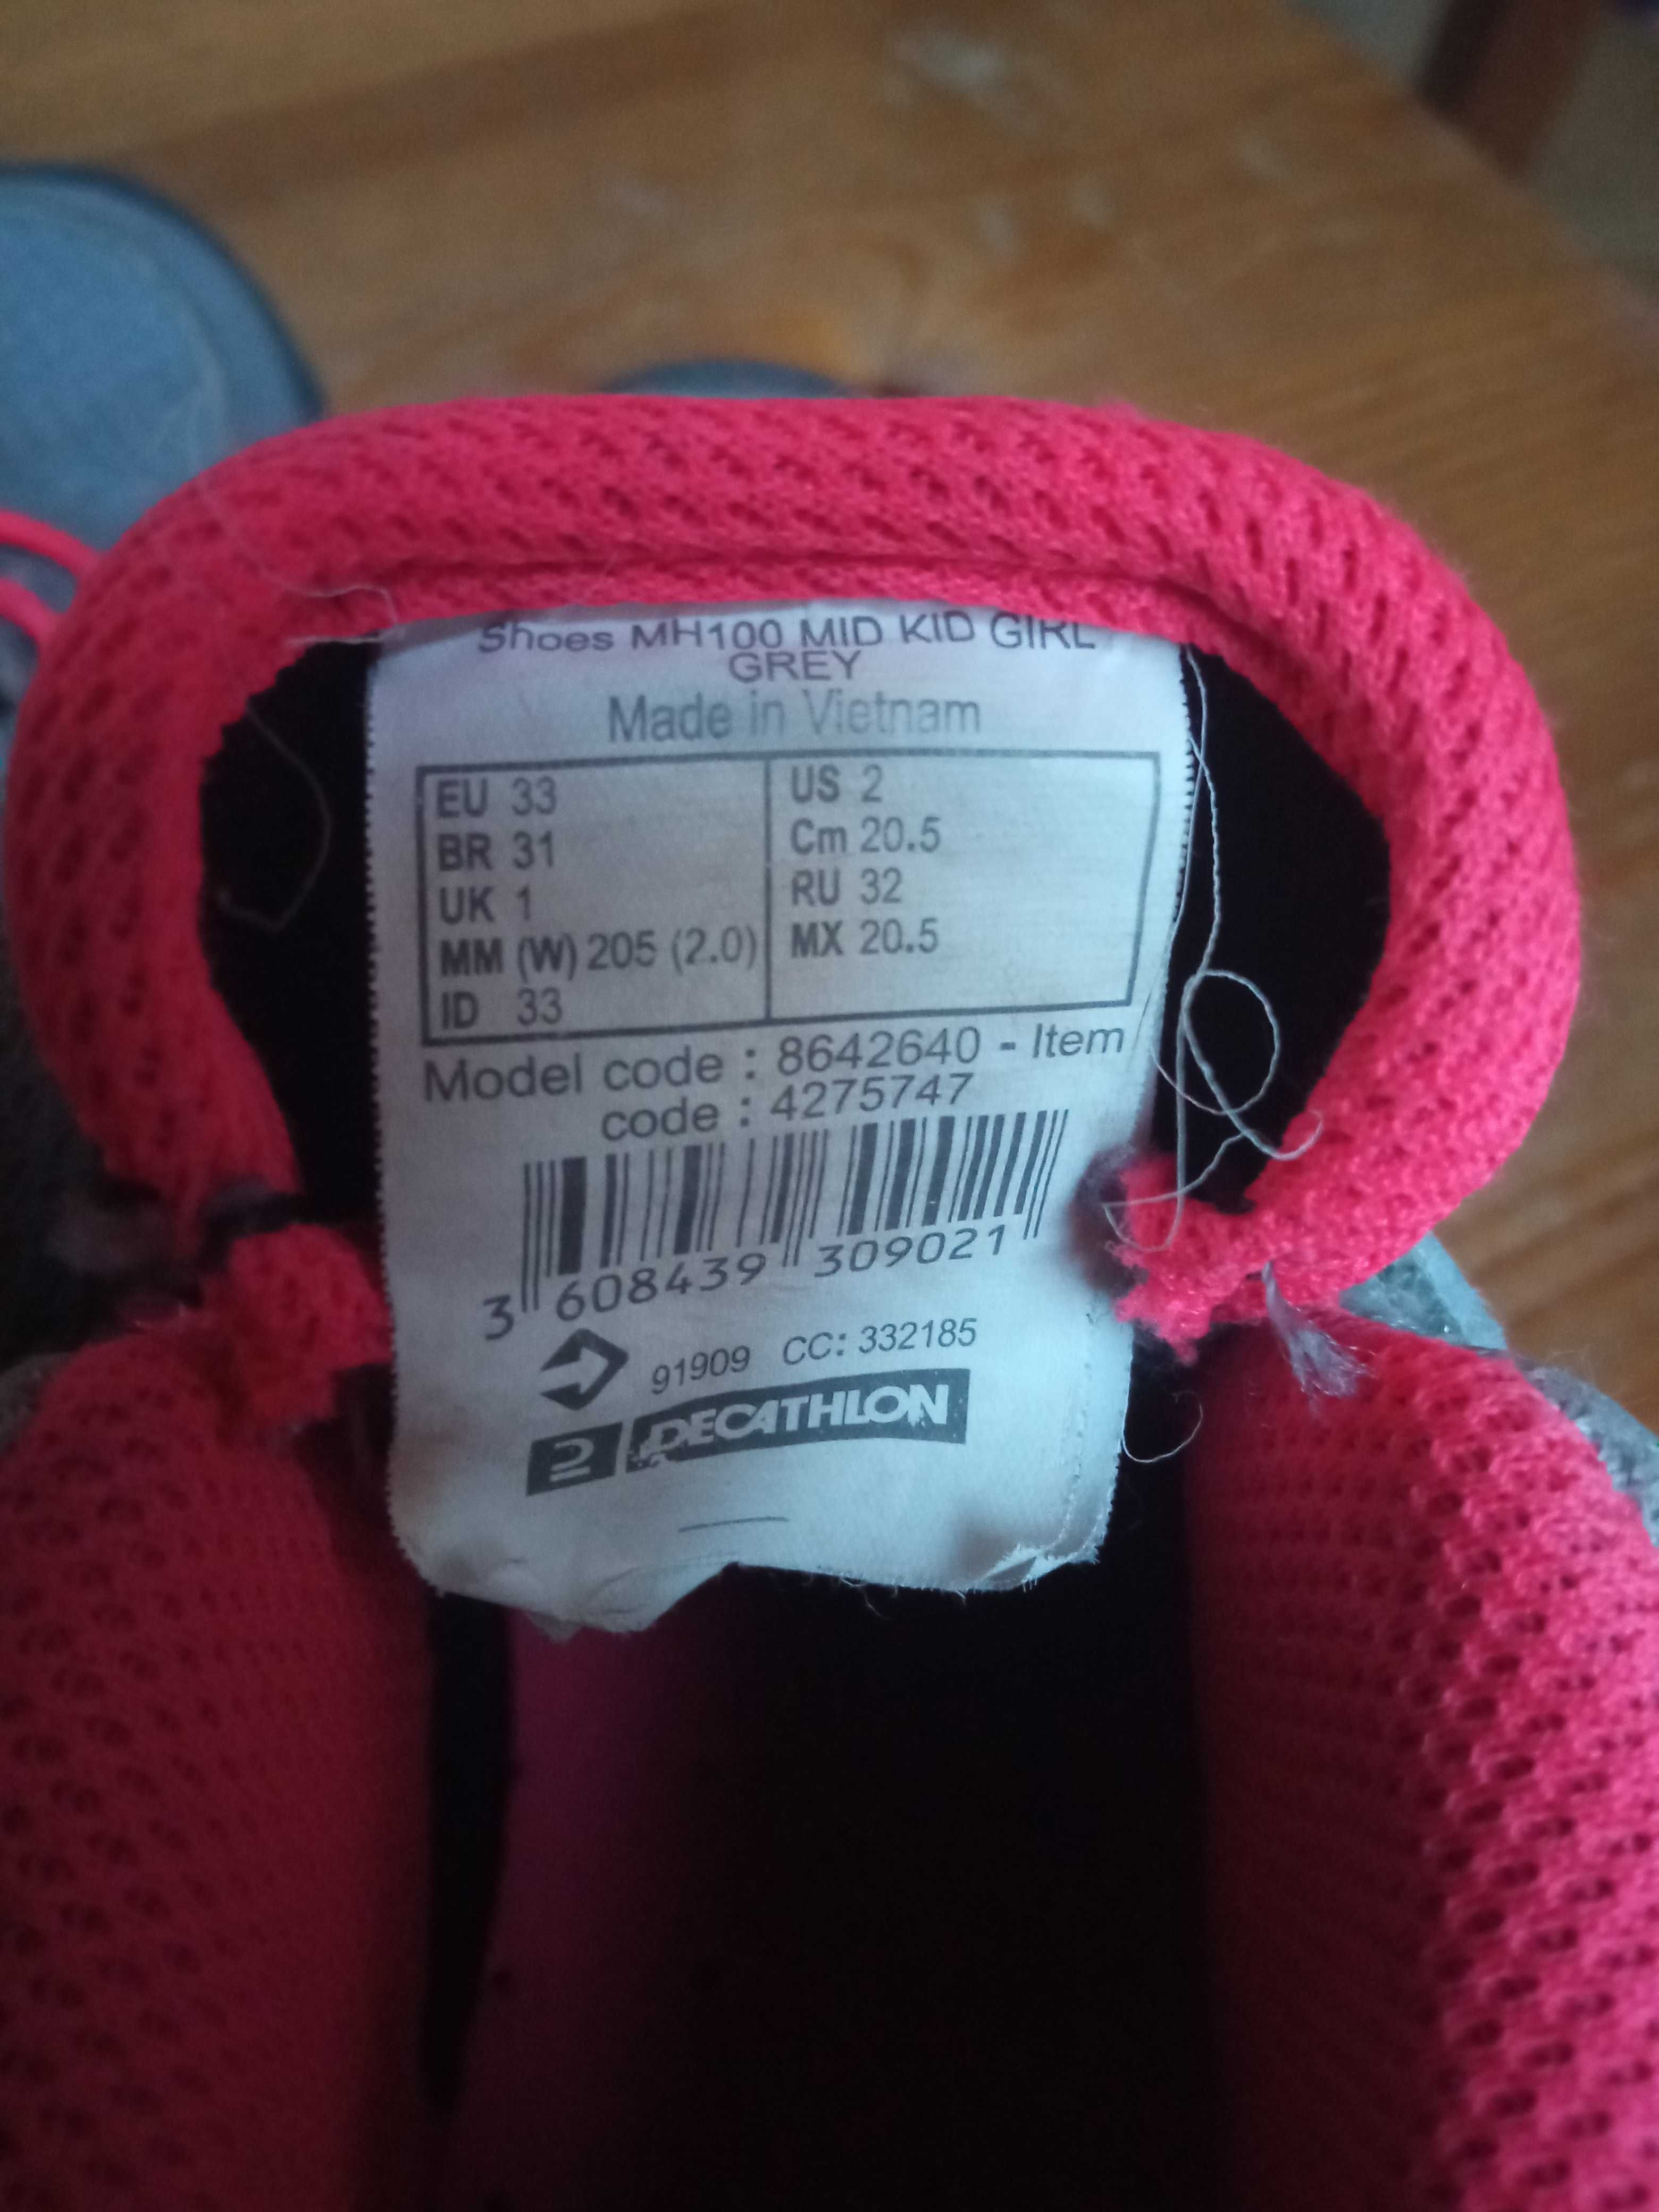 Shoes MH100 MID KID GIRL
GREY
Made in Vietnam
EU 33
BR 31
UK 1
MM (W) 205 (2.0)
ID 33
US 2
Cm 20.5
RU 32
MX 20.5
Model code : 8642640 - Item
code : 4275747
3 608439 309021
91909 CC: 332185
DECATHLON